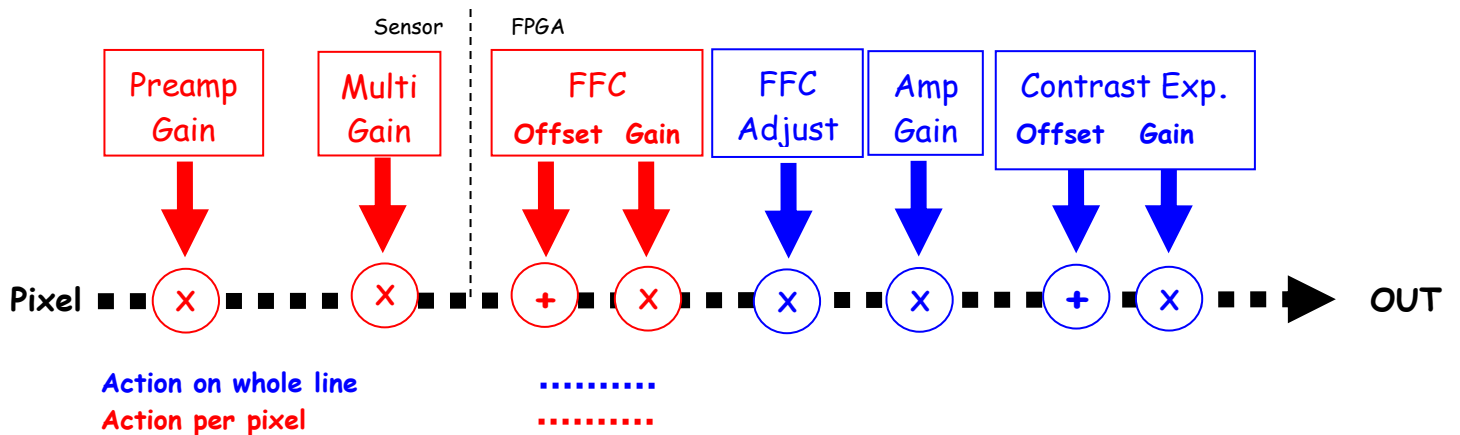 Sensor FPGA
Preamp Gain
Multi Gain
FFC
Offset Gain
FFC Adjust
Amp Gain
Contrast Exp.
Offset Gain
Pixel X X + X X X + X OUT
Action on whole line
Action per pixel